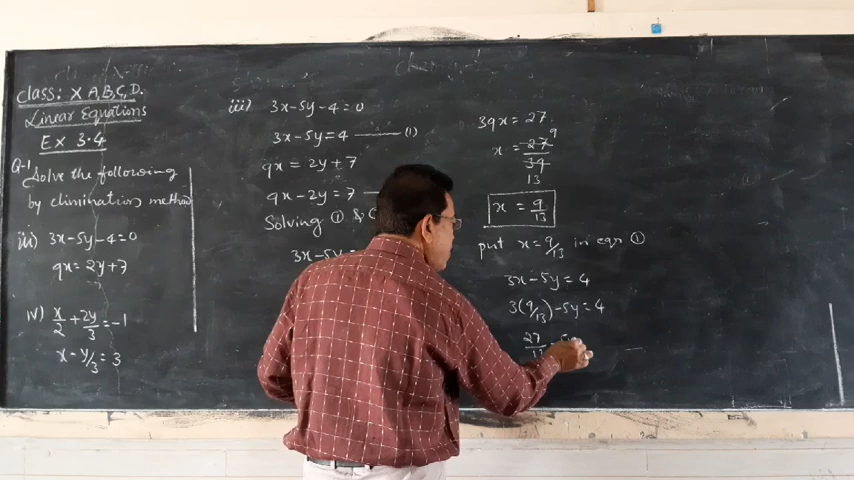 class: X A,B,C,D.
Linear Equations
Ex 3.4
Q-1 Solve the following
by elimination method
iii) 3x-5y-4=0
9x=2y+7
iv) x/2 + 2y/3 = -1
x - y/3 = 3
iii) 3x-5y-4=0
3x-5y=4 (1)
9x = 2y+7
9x-2y = 7
Solving ① &
3x-5y
39x = 27
x = 27/39 9 13
x = 9/13
put x=9/13 in eqn ①
3x-5y=4
3(9/13)-5y=4
27